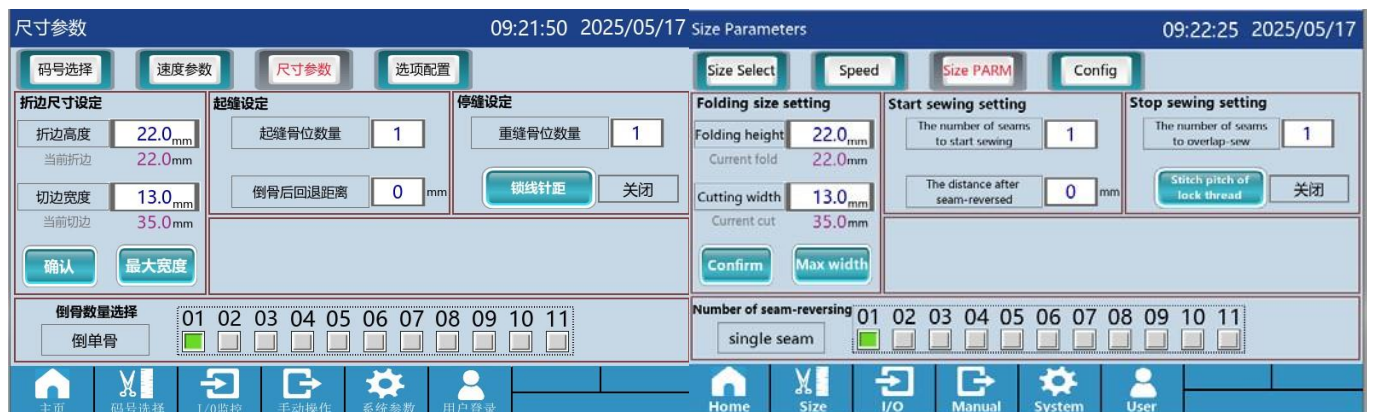 尺寸参数 09:21:50 2025/05/17
码号选择 速度参数 尺寸参数 选项配置
折边尺寸设定 起缝设定 停缝设定
折边高度 22.0mm 起缝骨位数量 1 重缝骨位数量 1
当前折边 22.0mm
切边宽度 13.0mm 倒骨后回退距离 0 mm 锁线针距 关闭
当前切边 35.0mm
确认 最大宽度
倒骨数量选择 01 02 03 04 05 06 07 08 09 10 11
倒单骨
主页 码号选择 I/O监控 手动操作 系统参数 用户登录
Size Parameters 09:22:25 2025/05/17
Size Select Speed Size PARM Config
Folding size setting Start sewing setting Stop sewing setting
Folding height 22.0mm The number of seams to start sewing 1 The number of seams to overlap-sew 1
Current fold 22.0mm
Cutting width 13.0mm The distance after seam-reversed 0 mm Stitch pitch of lock thread 关闭
Current cut 35.0mm
Confirm Max width
Number of seam-reversing 01 02 03 04 05 06 07 08 09 10 11
single seam
Home Size I/O Manual System User